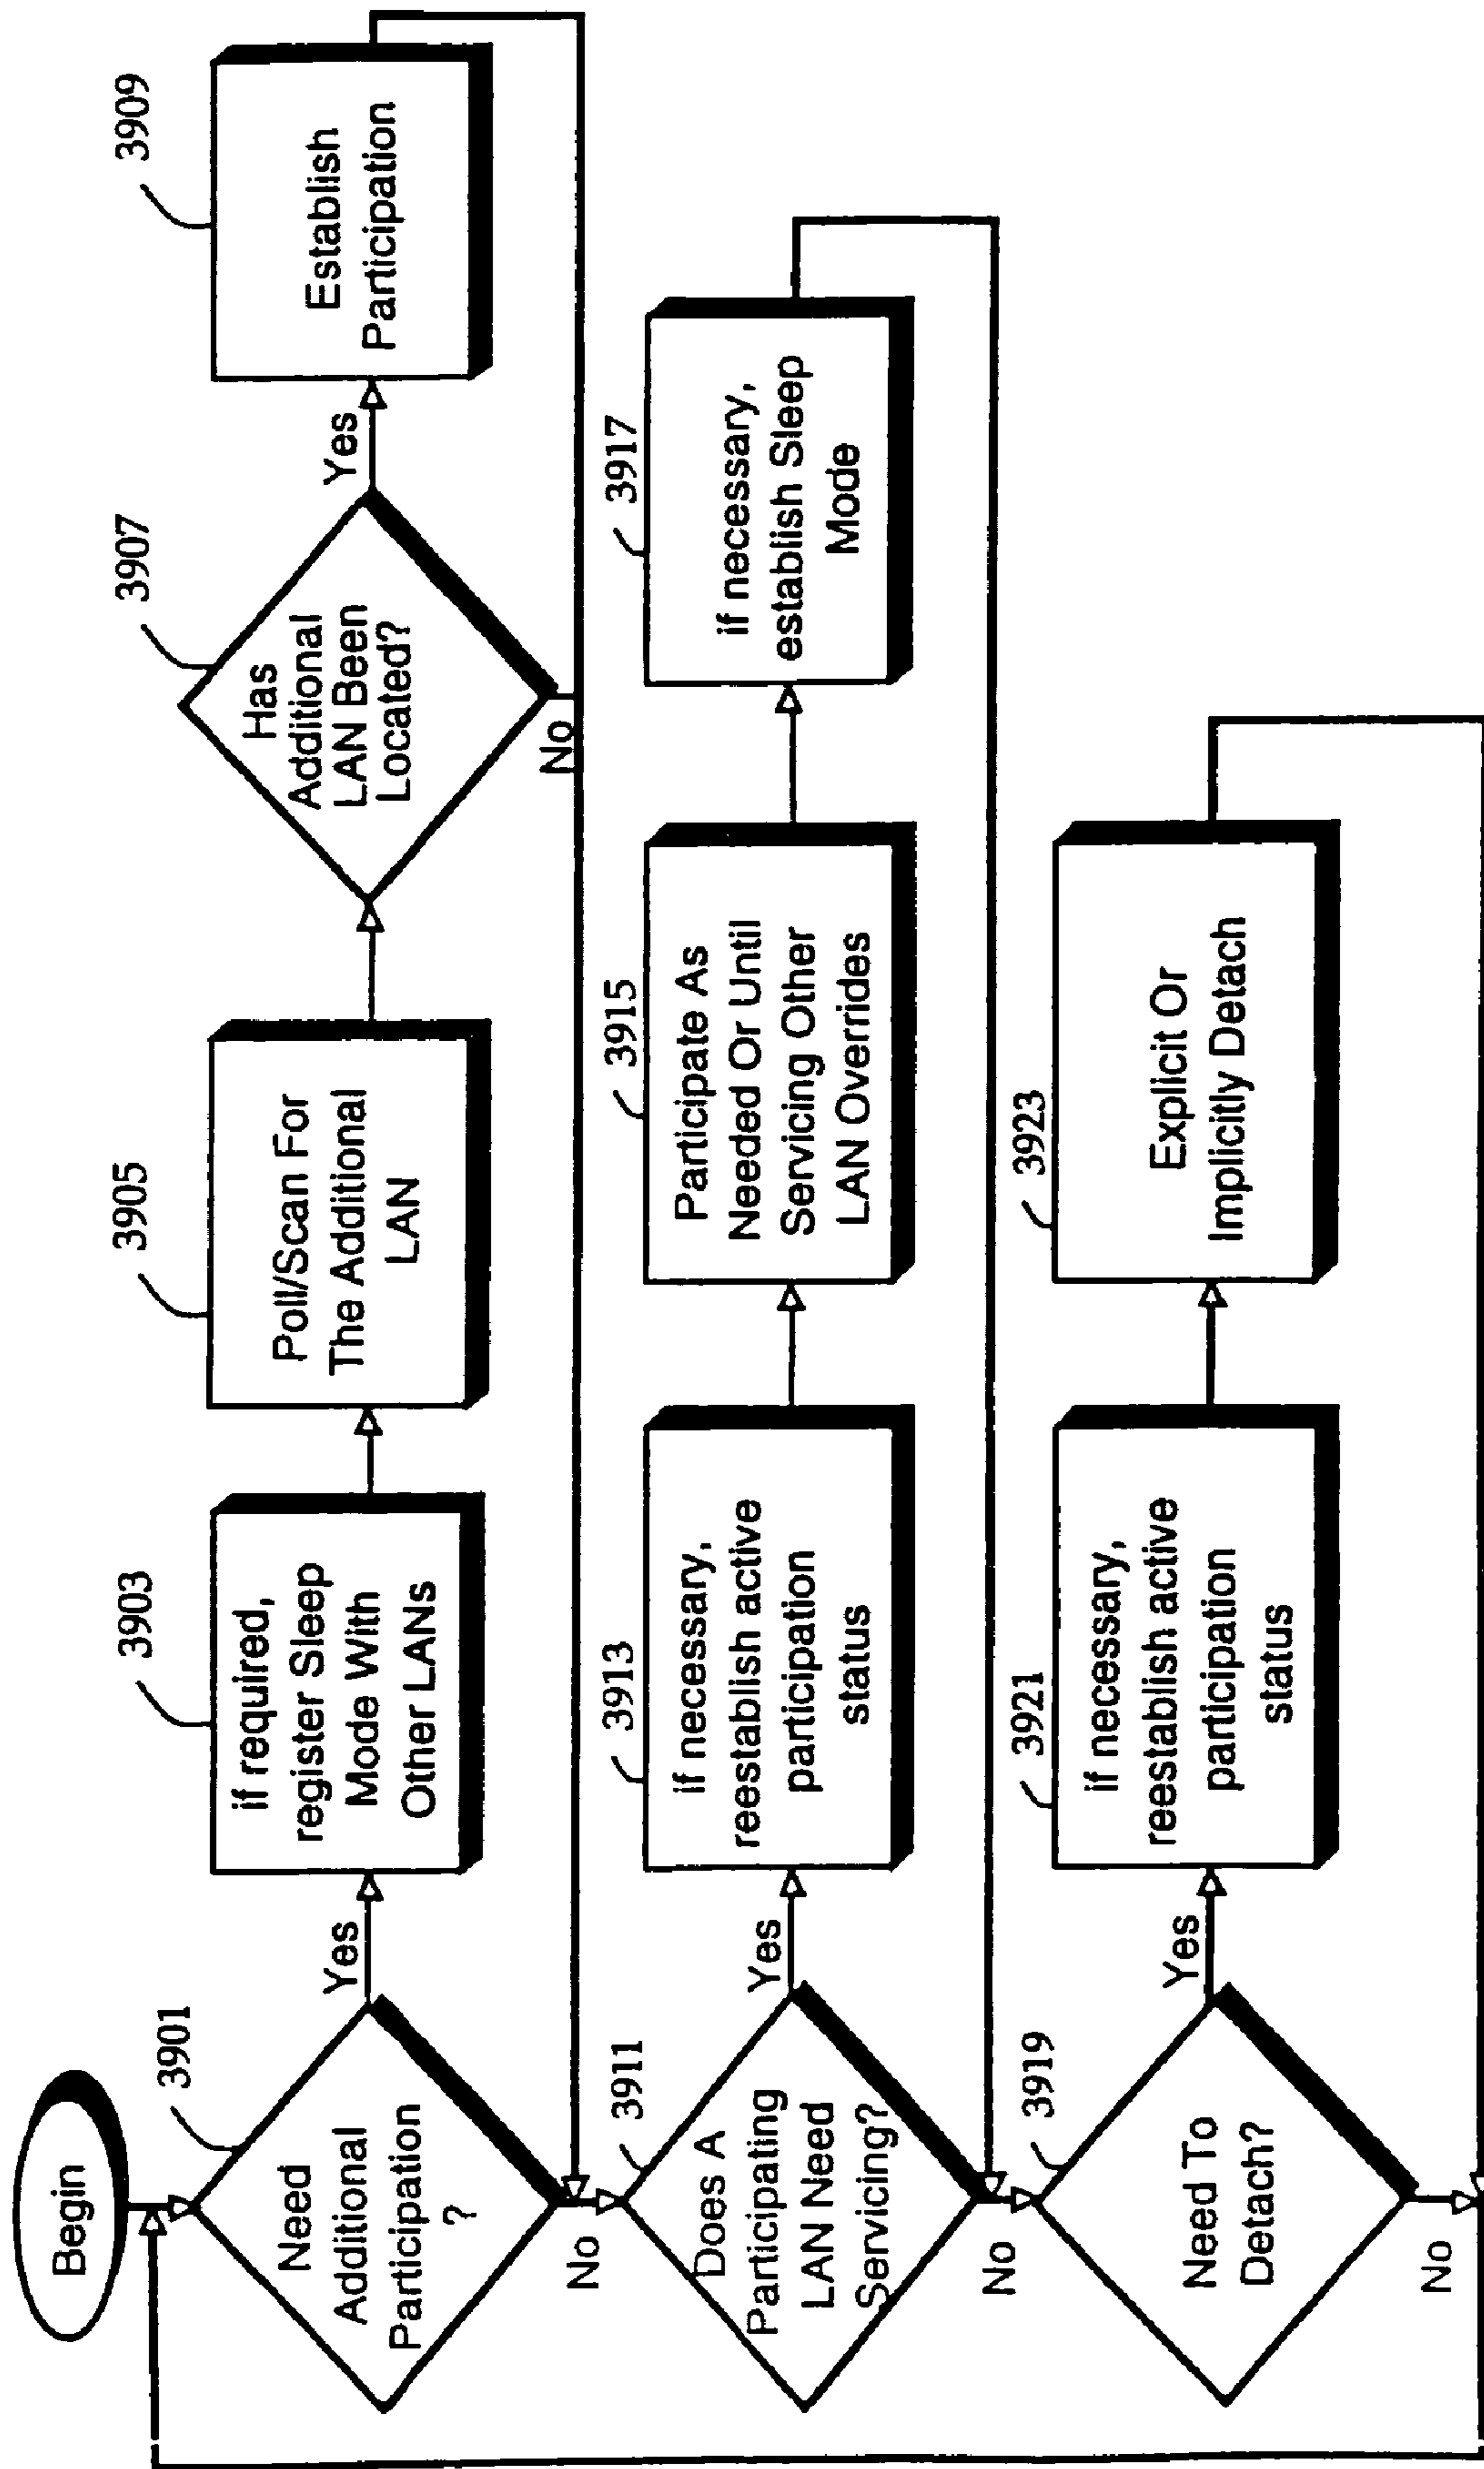 Begin
3901
Need
Additional
Participation
?
Yes
No
3903
if required,
register Sleep
Mode With
Other LANs
3905
Poll/Scan For
The Additional
LAN
3907
Has
Additional
LAN Been
Located?
Yes
No
3909
Establish
Participation
3911
Does A
Participating
LAN Need
Servicing?
Yes
No
3913
if necessary,
reestablish active
participation
status
3915
Participate As
Needed Or Until
Servicing Other
LAN Overrides
3917
if necessary,
establish Sleep
Mode
3919
Need To
Detach?
Yes
No
3921
if necessary,
reestablish active
participation
status
3923
Explicit Or
Implicitly Detach